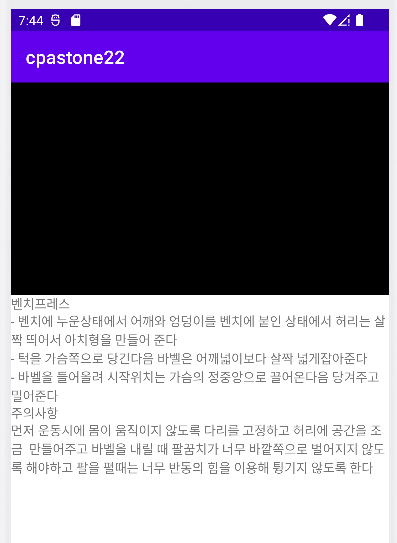 7:44
cpastone22
벤치프레스
- 벤치에 누운상태에서 어깨와 엉덩이를 벤치에 붙인 상태에서 허리는 살
짝 띄어서 아치형을 만들어 준다
- 턱을 가슴쪽으로 당긴다음 바벨은 어깨넓이보다 살짝 넓게잡아준다
- 바벨을 들어올려 시작위치는 가슴의 정중앙으로 끌어온다음 당겨주고
밀어준다
주의사항
먼저 운동시에 몸이 움직이지 않도록 다리를 고정하고 허리에 공간을 조
금  만들어주고 바벨을 내릴 때 팔꿈치가 너무 바깥쪽으로 벌어지지 않도
록 해야하고 팔을 펼때는 너무 반동의 힘을 이용해 튕기지 않도록 한다